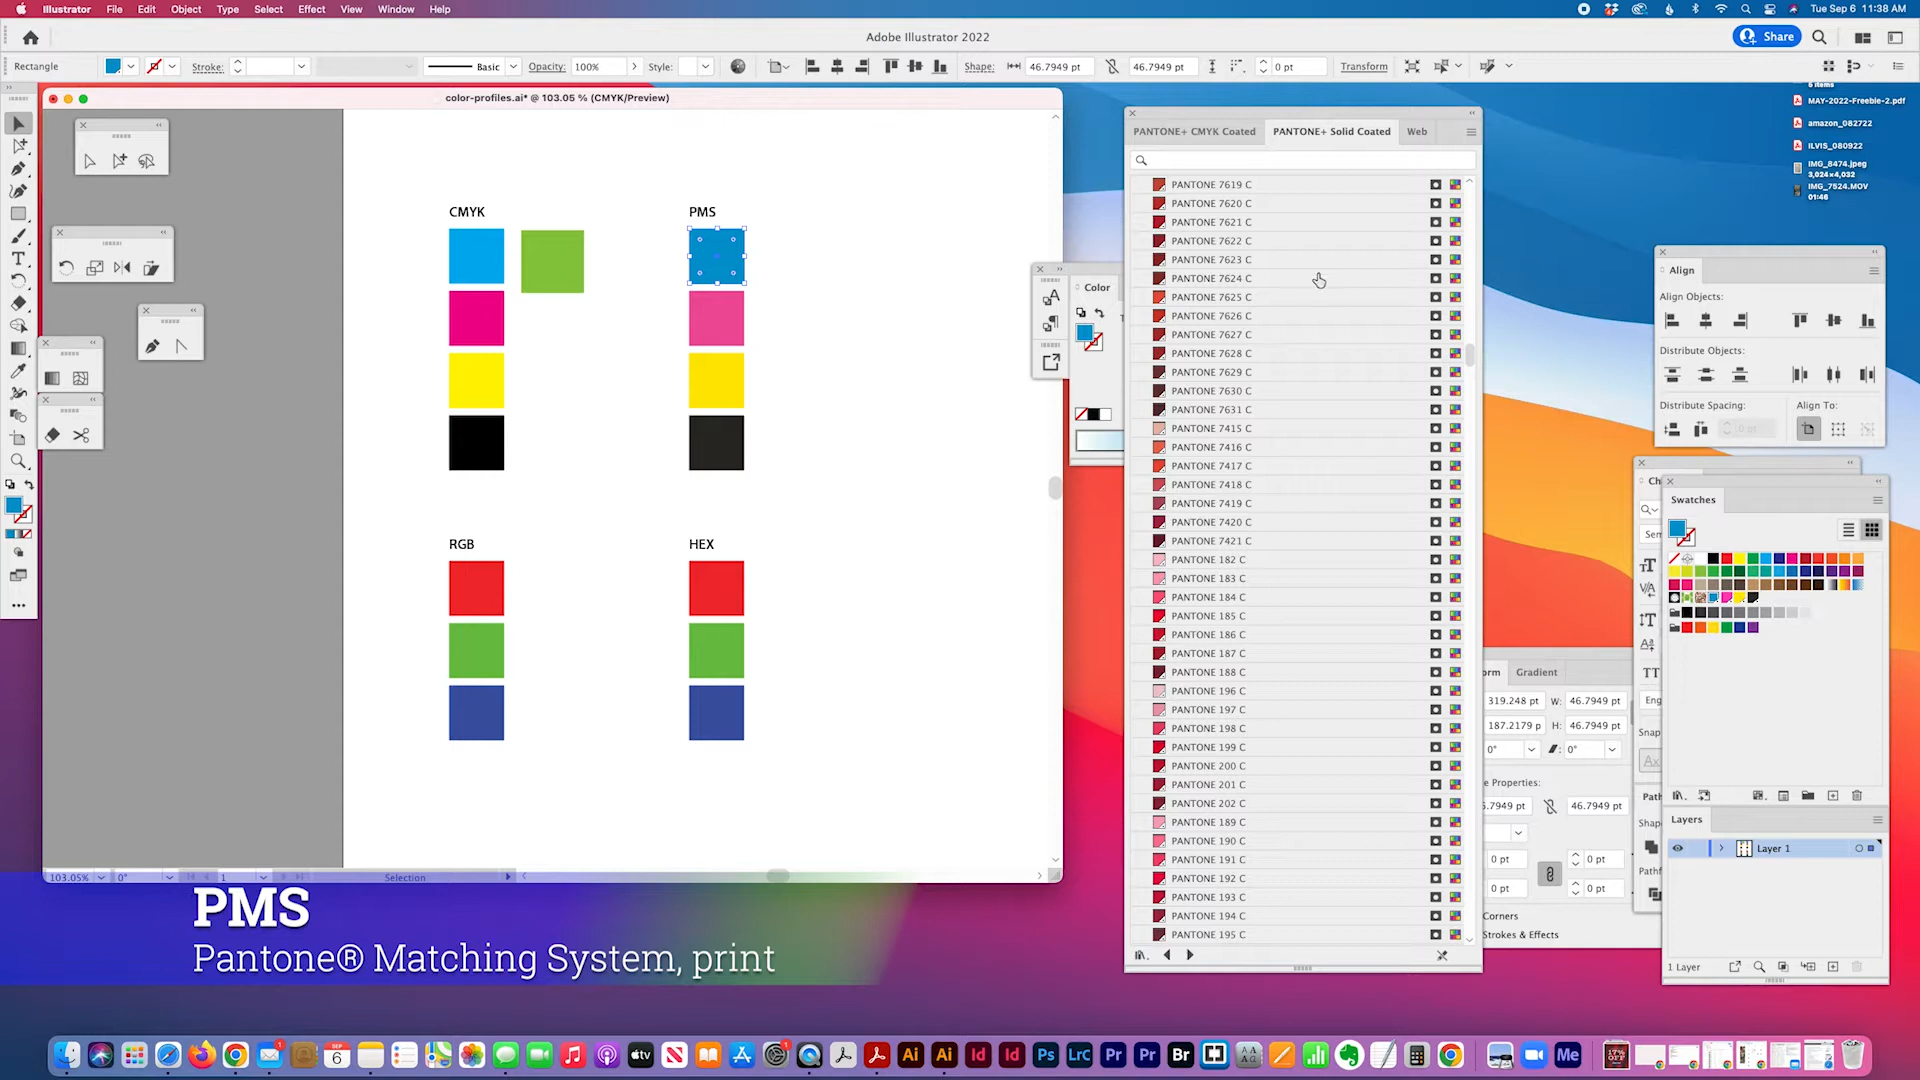 Illustrator File Edit Object Type Select Effect View Window Help
Tue Sep 6 11:38 AM
Adobe Illustrator 2022
Share
Rectangle
Stroke:
Basic
Opacity: 100%
Style:
Shape: 46.7949 pt
46.7949 pt
0 pt
Transform
color-profiles.ai* @ 103.05 % (CMYK/Preview)
CMYK
PMS
RGB
HEX
103.05%
0°
1
Selection
PMS
Pantone® Matching System, print
Color
PANTONE+ CMYK Coated
PANTONE+ Solid Coated
Web
PANTONE 7619 C
PANTONE 7620 C
PANTONE 7621 C
PANTONE 7622 C
PANTONE 7623 C
PANTONE 7624 C
PANTONE 7625 C
PANTONE 7626 C
PANTONE 7627 C
PANTONE 7628 C
PANTONE 7629 C
PANTONE 7630 C
PANTONE 7631 C
PANTONE 7415 C
PANTONE 7416 C
PANTONE 7417 C
PANTONE 7418 C
PANTONE 7419 C
PANTONE 7420 C
PANTONE 7421 C
PANTONE 182 C
PANTONE 183 C
PANTONE 184 C
PANTONE 185 C
PANTONE 186 C
PANTONE 187 C
PANTONE 188 C
PANTONE 196 C
PANTONE 197 C
PANTONE 198 C
PANTONE 199 C
PANTONE 200 C
PANTONE 201 C
PANTONE 202 C
PANTONE 189 C
PANTONE 190 C
PANTONE 191 C
PANTONE 192 C
PANTONE 193 C
PANTONE 194 C
PANTONE 195 C
MAY-2022-Freebie-2.pdf
amazon_082722
ILVIS_080922
IMG_8474.jpeg
3,024×4,032
IMG_7524.MOV
01:46
Align
Align Objects:
Distribute Objects:
Distribute Spacing:
Align To:
0 pt
Swatches
Gradient
319.248 pt W: 46.7949 pt
187.2179 p H: 46.7949 pt
0° 0°
e Properties:
46.7949 pt
0 pt 0 pt
0 pt 0 pt
Corners
Strokes & Effects
Layers
Layer 1
1 Layer